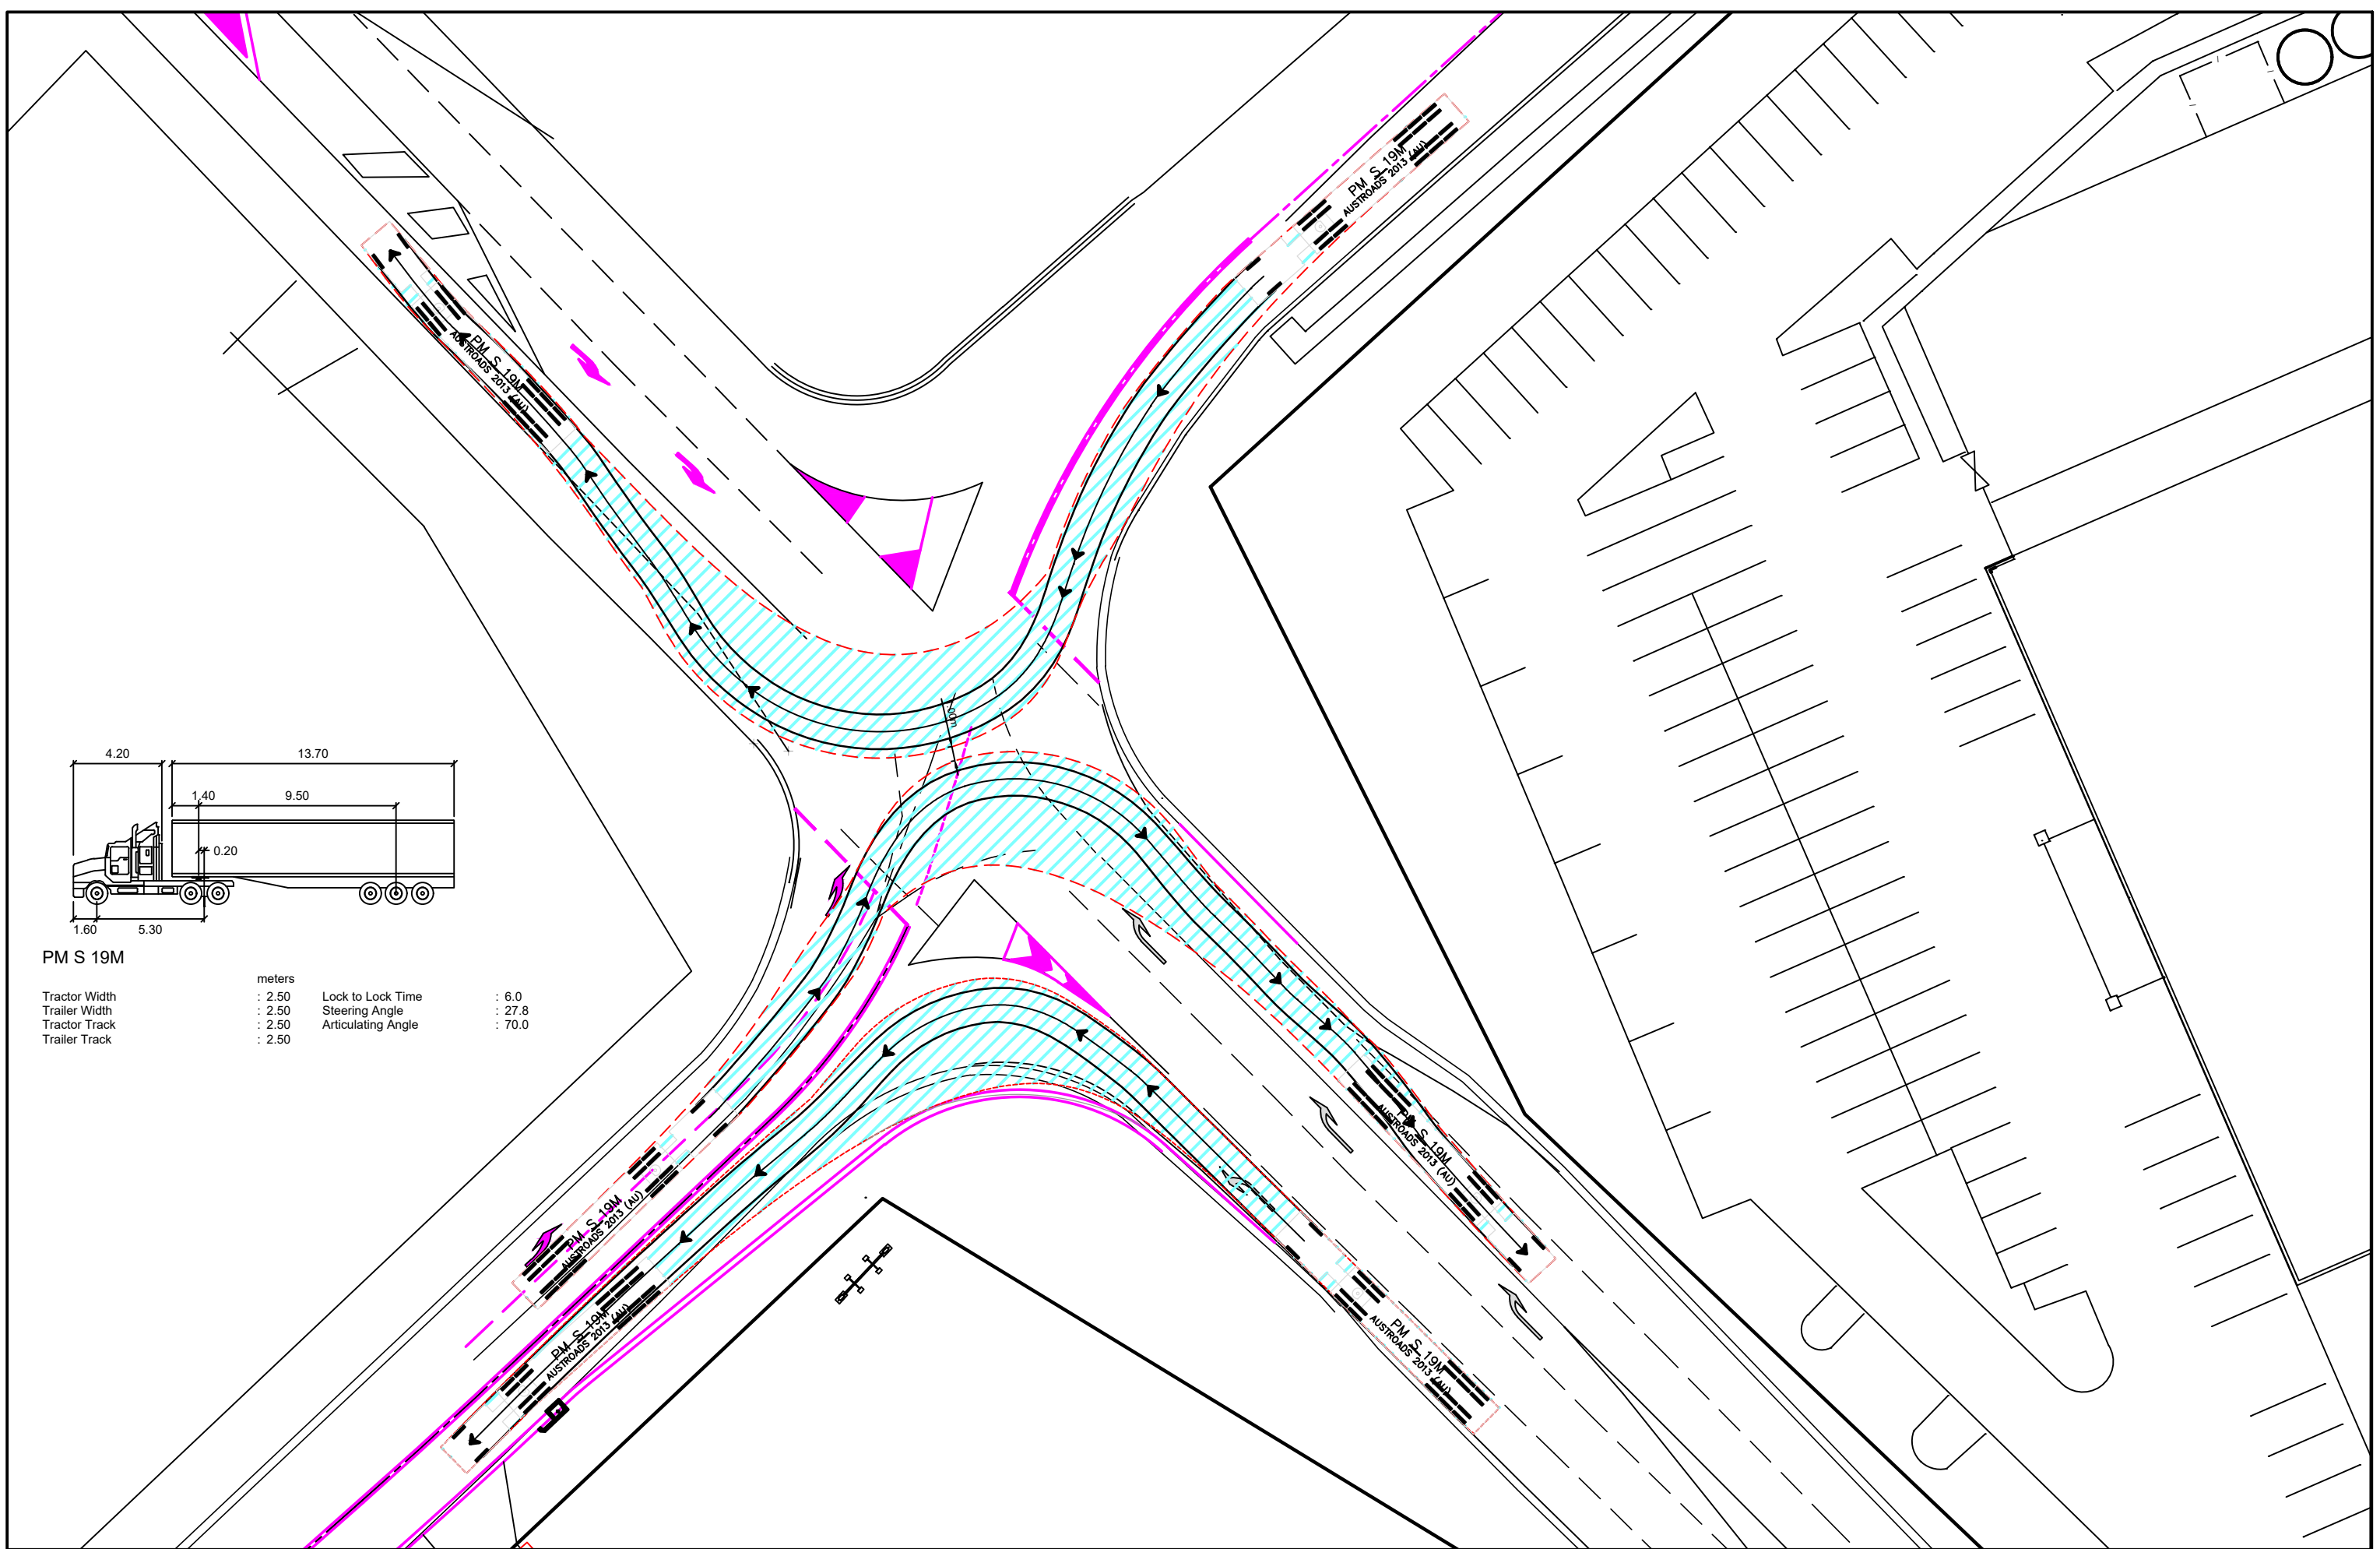 PM S 19M
AUSTROADS 2013 (AU)
PM S 19M
AUSTROADS 2013 (AU)
4.20 13.70
1.40 9.50
0.20
1.60 5.30
PM S 19M
meters
Tractor Width : 2.50 Lock to Lock Time : 6.0
Trailer Width : 2.50 Steering Angle : 27.8
Tractor Track : 2.50 Articulating Angle : 70.0
Trailer Track : 2.50
PM S 19M
AUSTROADS 2013 (AU)
PM S 19M
AUSTROADS 2013 (AU)
PM S 19M
AUSTROADS 2013 (AU)
PM S 19M
AUSTROADS 2013 (AU)